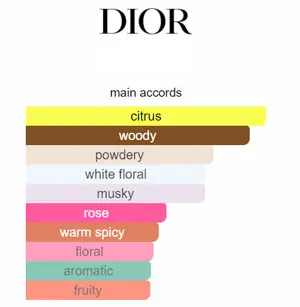 DIOR
main accords
citrus
woody
powdery
white floral
musky
rose
warm spicy
floral
aromatic
fruity